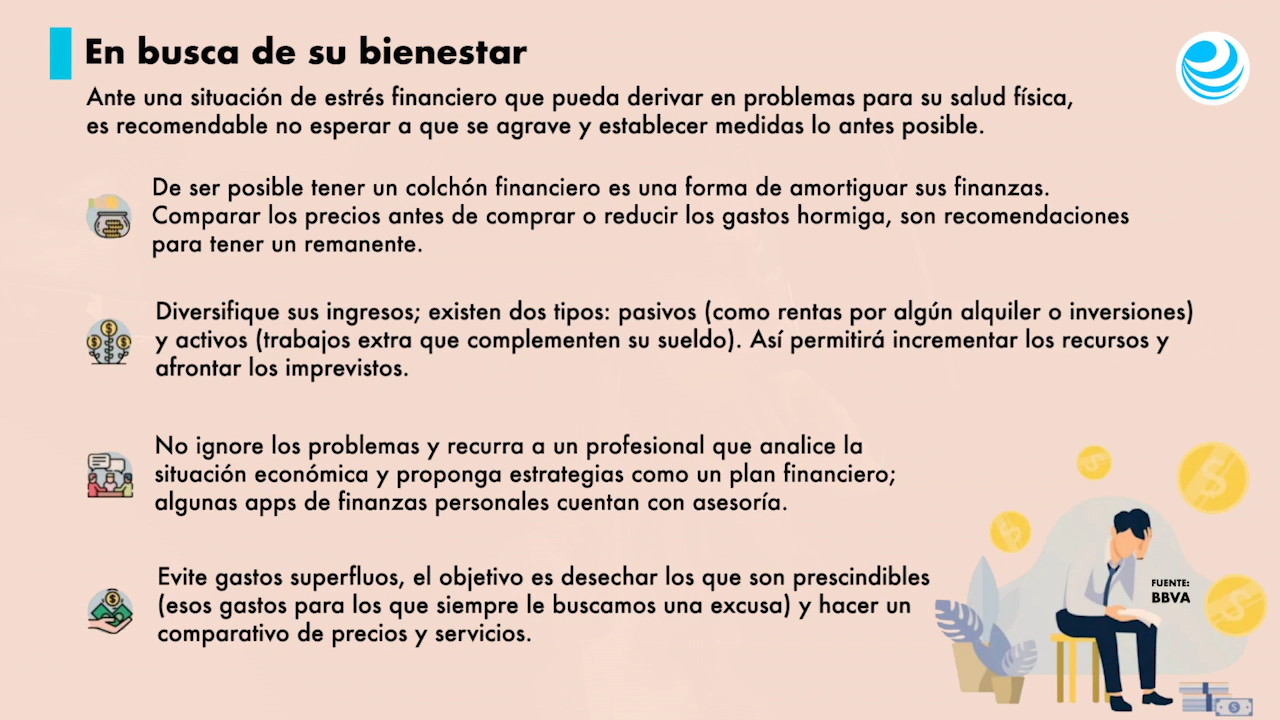 En busca de su bienestar
Ante una situación de estrés financiero que pueda derivar en problemas para su salud física,
es recomendable no esperar a que se agrave y establecer medidas lo antes posible.
De ser posible tener un colchón financiero es una forma de amortiguar sus finanzas.
Comparar los precios antes de comprar o reducir los gastos hormiga, son recomendaciones
para tener un remanente.
Diversifique sus ingresos; existen dos tipos: pasivos (como rentas por algún alquiler o inversiones)
y activos (trabajos extra que complementen su sueldo). Así permitirá incrementar los recursos y
afrontar los imprevistos.
No ignore los problemas y recurra a un profesional que analice la
situación económica y proponga estrategias como un plan financiero;
algunas apps de finanzas personales cuentan con asesoría.
Evite gastos superfluos, el objetivo es desechar los que son prescindibles
(esos gastos para los que siempre le buscamos una excusa) y hacer un
comparativo de precios y servicios.
FUENTE:
BBVA